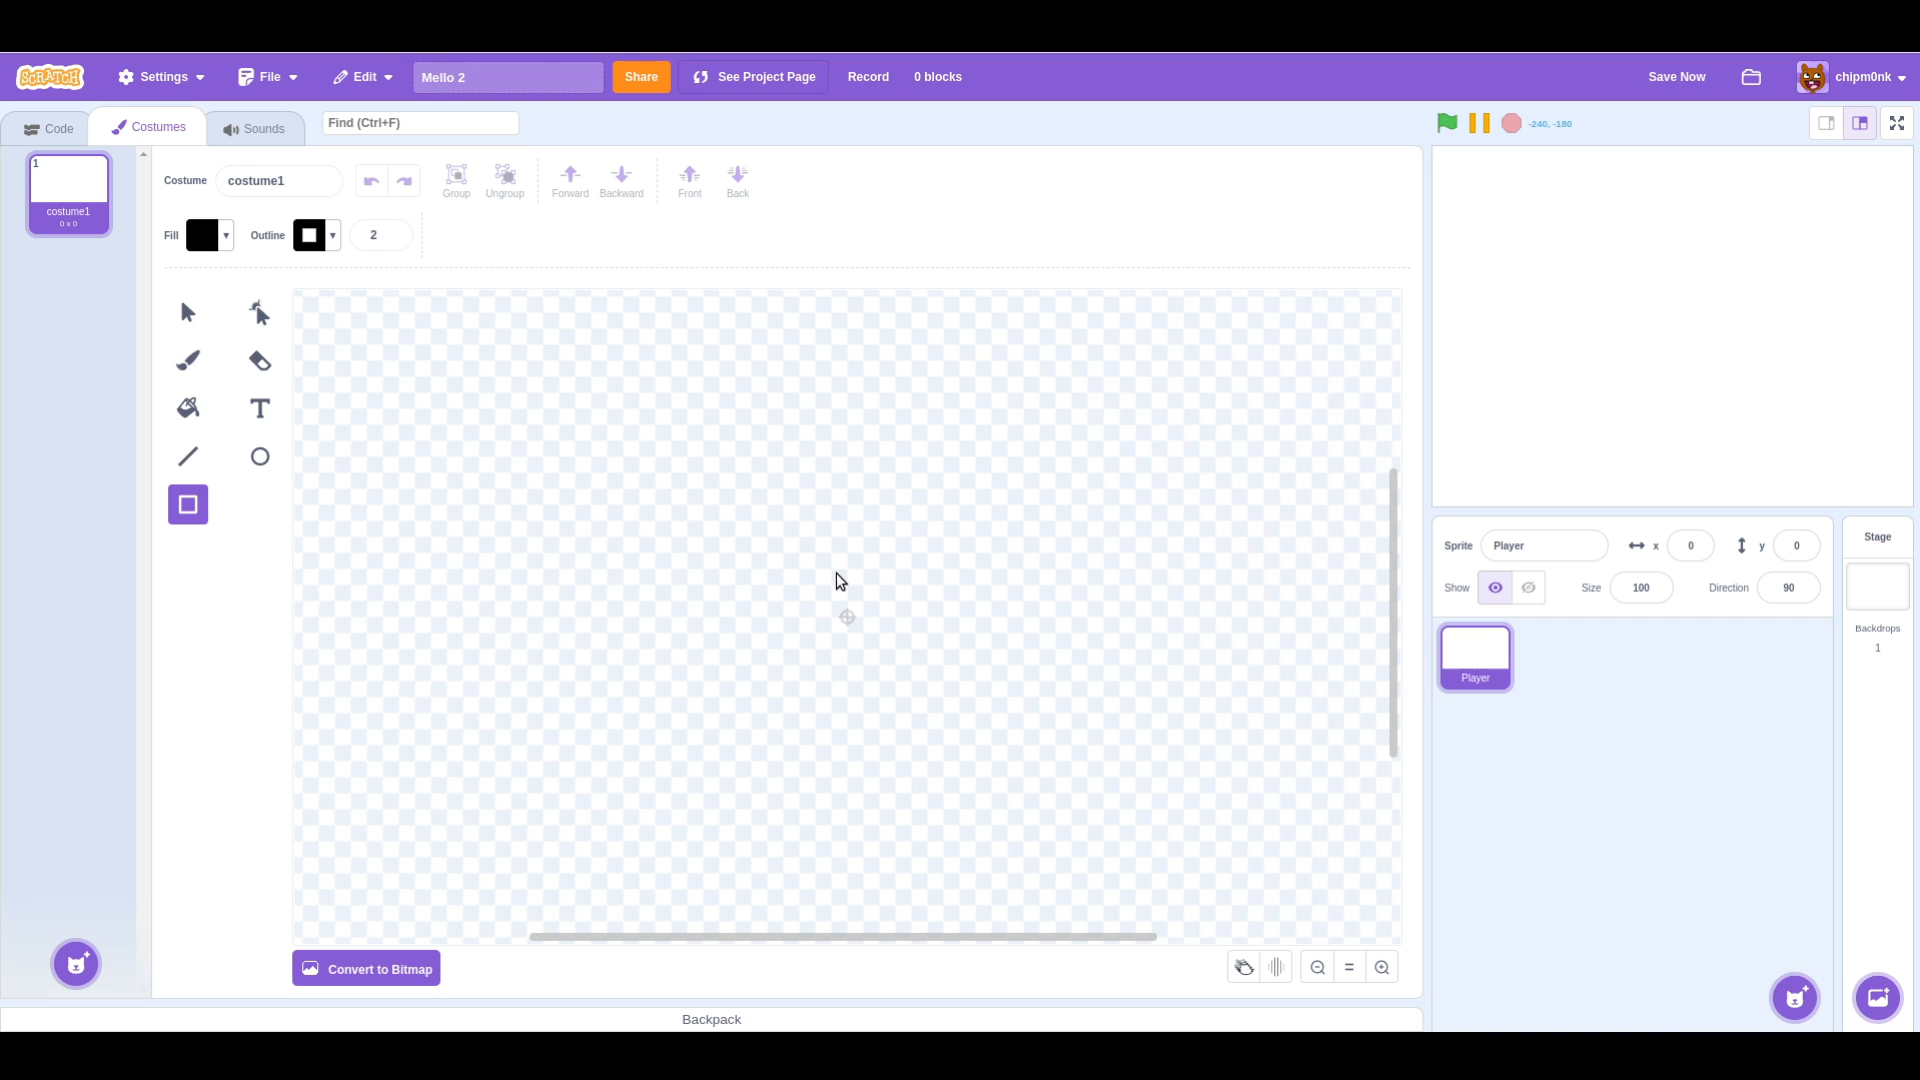 SCRATCH Settings File Edit Mello 2 Share See Project Page Record 0 blocks Save Now chipm0nk
Code Costumes Sounds Find (Ctrl+F) -240, -180
1
costume1
0 x 0
Costume costume1 Group Ungroup Forward Backward Front Back
Fill Outline 2
T
Convert to Bitmap
=
Backpack
Sprite Player x 0 y 0
Show Size 100 Direction 90
Player
Stage
Backdrops
1